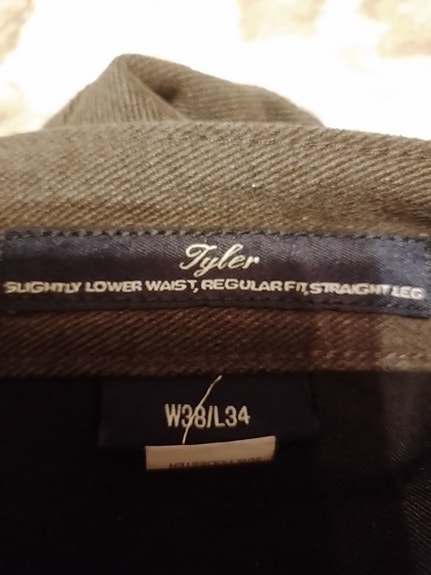 Tyler
SLIGHTLY LOWER WAIST, REGULAR FIT, STRAIGHT LEG
W38/L34